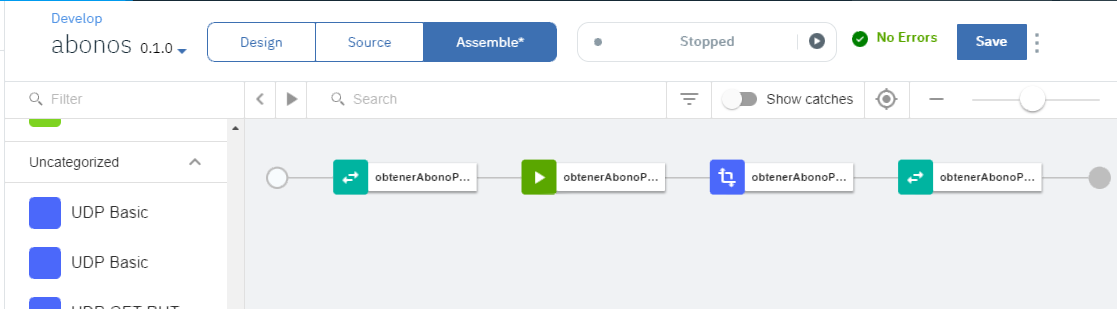 Develop
abonos 0.1.0
Design
Source
Assemble*
Stopped
No Errors
Save
Filter
Search
Show catches
Uncategorized
obtenerAbonoP...
obtenerAbonoP...
obtenerAbonoP...
obtenerAbonoP...
UDP Basic
UDP Basic